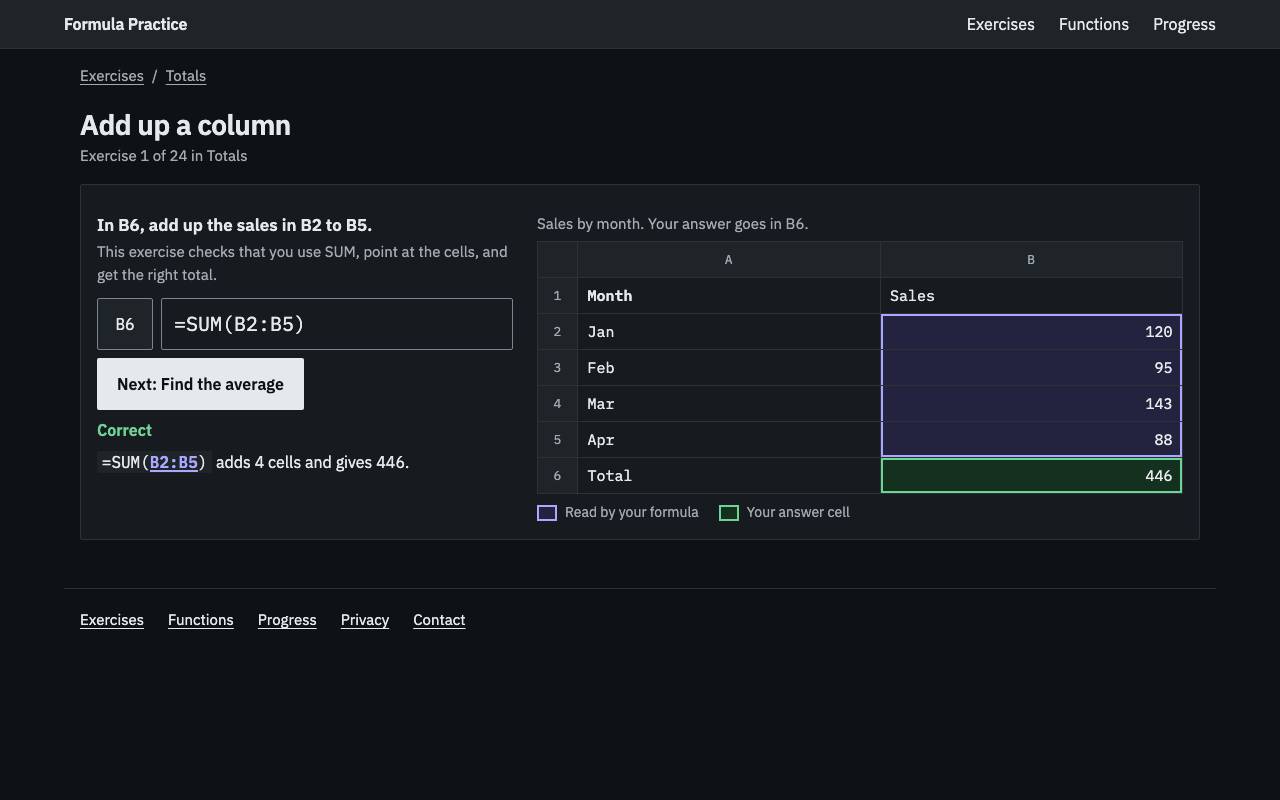 Formula Practice
Exercises Functions Progress
Exercises / Totals
Add up a column
Exercise 1 of 24 in Totals
In B6, add up the sales in B2 to B5.
This exercise checks that you use SUM, point at the cells, and
get the right total.
B6 =SUM(B2:B5)
Next: Find the average
Correct
=SUM(B2:B5) adds 4 cells and gives 446.
Sales by month. Your answer goes in B6.
A B
1 Month Sales
2 Jan 120
3 Feb 95
4 Mar 143
5 Apr 88
6 Total 446
Read by your formula Your answer cell
Exercises Functions Progress Privacy Contact